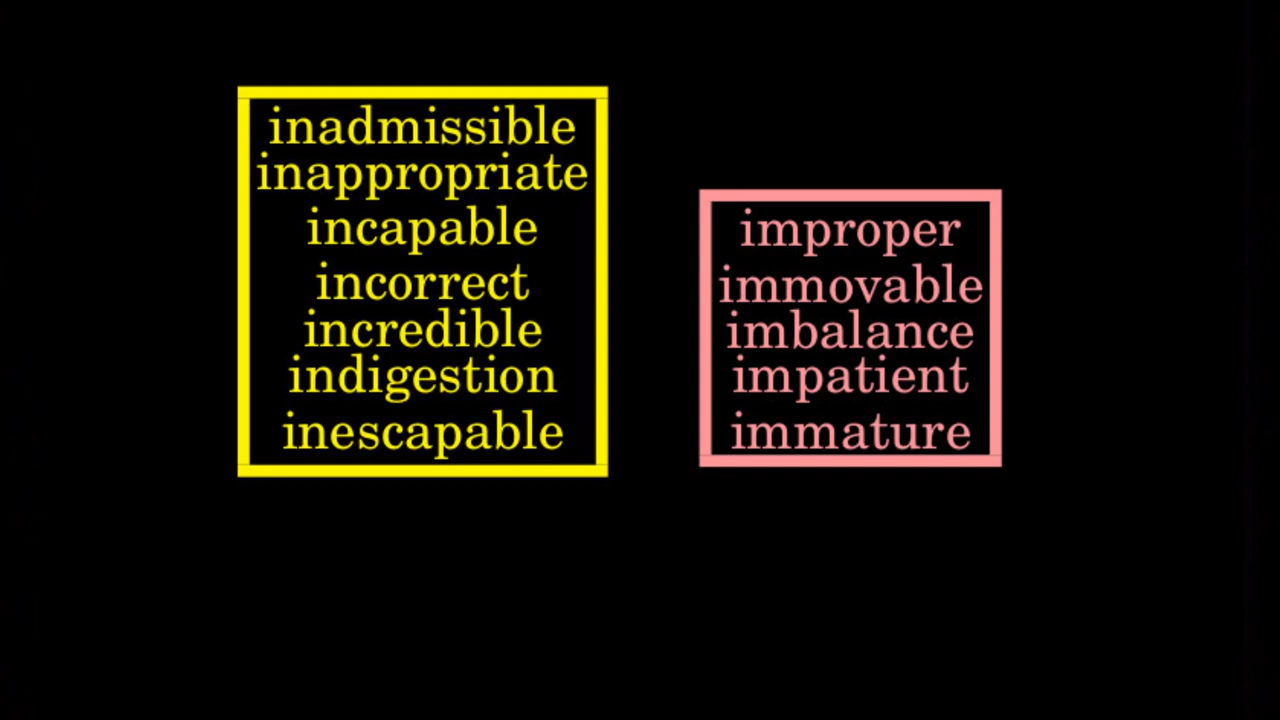 inadmissible
inappropriate
incapable
incorrect
incredible
indigestion
inescapable
improper
immovable
imbalance
impatient
immature